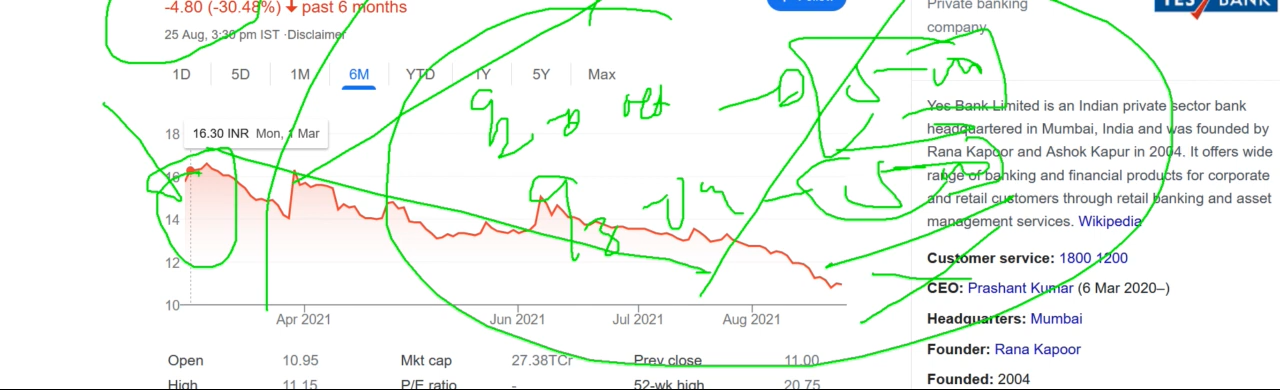 -4.80 (-30.48%) ↓ past 6 months
25 Aug, 3:30 pm IST · Disclaimer
1D 5D 1M 6M YTD 1Y 5Y Max
16.30 INR Mon, 1 Mar
18
16
14
12
10
Apr 2021 Jun 2021 Jul 2021 Aug 2021
Open 10.95 Mkt cap 27.38TCr Prev close 11.00
High 11.15 P/E ratio - 52-wk high 20.75
Private banking
company
YES BANK
Yes Bank Limited is an Indian private sector bank
headquartered in Mumbai, India and was founded by
Rana Kapoor and Ashok Kapur in 2004. It offers wide
range of banking and financial products for corporate
and retail customers through retail banking and asset
management services. Wikipedia
Customer service: 1800 1200
CEO: Prashant Kumar (6 Mar 2020–)
Headquarters: Mumbai
Founder: Rana Kapoor
Founded: 2004